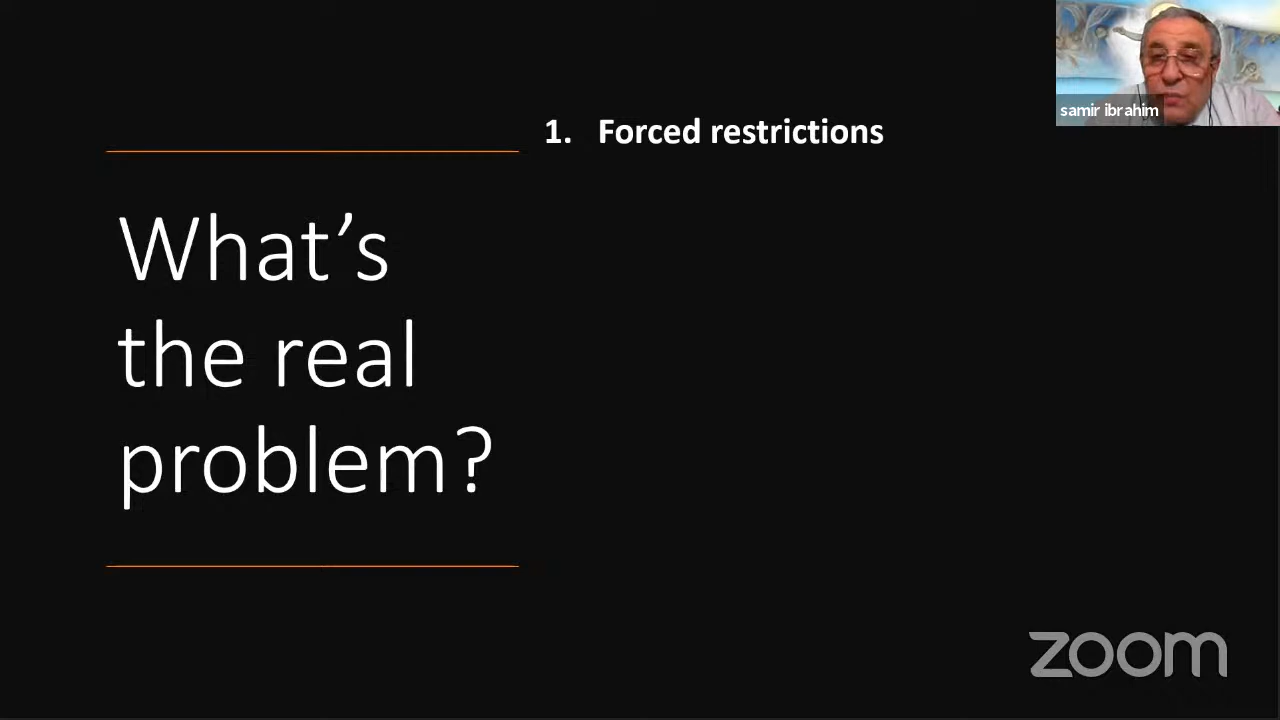 samir ibrahim
1. Forced restrictions
What’s
the real
problem?
zoom